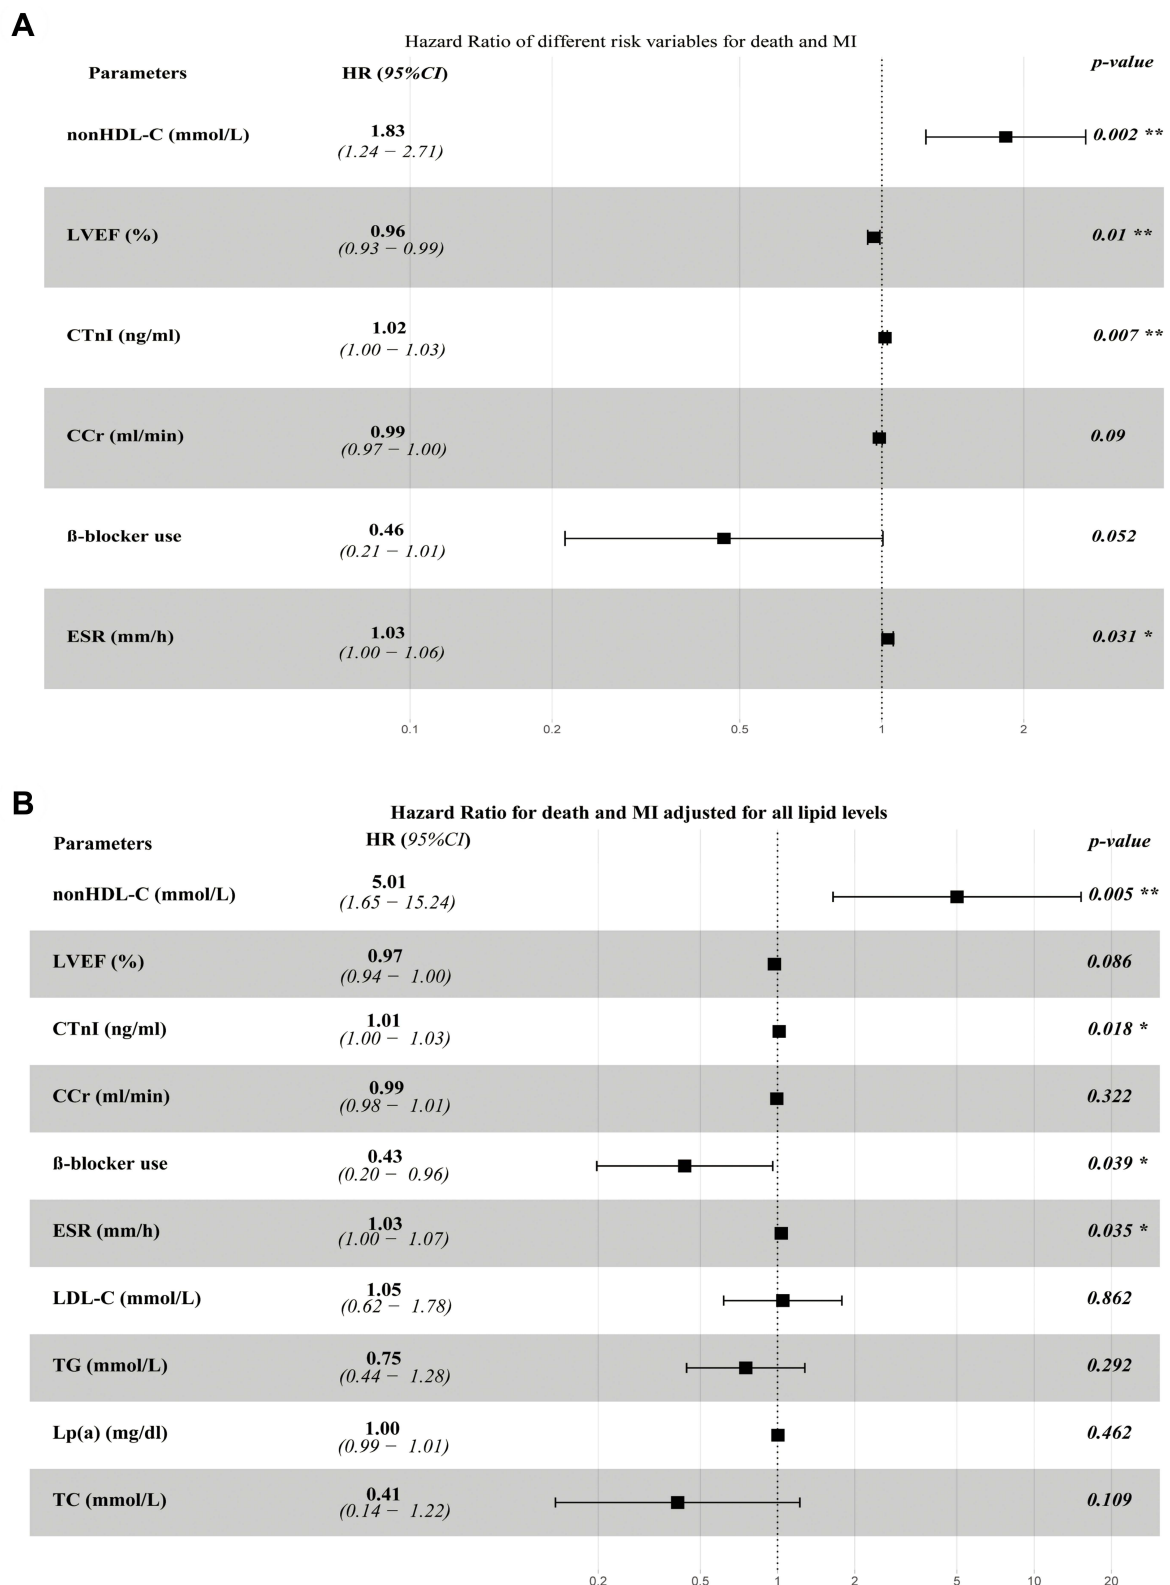 A
Hazard Ratio of different risk variables for death and MI
Parameters HR (95%CI) p-value
nonHDL-C (mmol/L) 1.83 0.002 **
(1.24 − 2.71)
LVEF (%) 0.96 0.01 **
(0.93 − 0.99)
CTnI (ng/ml) 1.02 0.007 **
(1.00 − 1.03)
CCr (ml/min) 0.99 0.09
(0.97 − 1.00)
ß-blocker use 0.46 0.052
(0.21 − 1.01)
ESR (mm/h) 1.03 0.031 *
(1.00 − 1.06)
0.1 0.2 0.5 1 2
B
Hazard Ratio for death and MI adjusted for all lipid levels
Parameters HR (95%CI) p-value
nonHDL-C (mmol/L) 5.01 0.005 **
(1.65 − 15.24)
LVEF (%) 0.97 0.086
(0.94 − 1.00)
CTnI (ng/ml) 1.01 0.018 *
(1.00 − 1.03)
CCr (ml/min) 0.99 0.322
(0.98 − 1.01)
ß-blocker use 0.43 0.039 *
(0.20 − 0.96)
ESR (mm/h) 1.03 0.035 *
(1.00 − 1.07)
LDL-C (mmol/L) 1.05 0.862
(0.62 − 1.78)
TG (mmol/L) 0.75 0.292
(0.44 − 1.28)
Lp(a) (mg/dl) 1.00 0.462
(0.99 − 1.01)
TC (mmol/L) 0.41 0.109
(0.14 − 1.22)
0.2 0.5 1 2 5 10 20